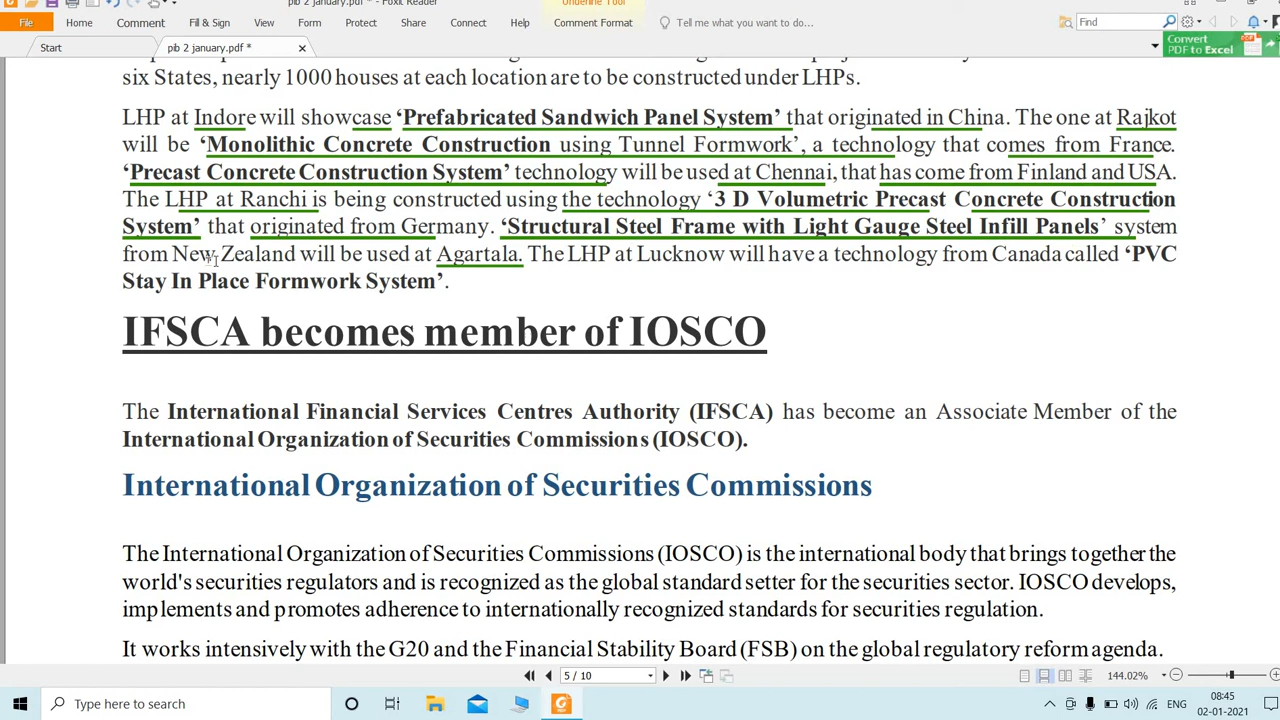 pib 2 january.pdf * - Foxit Reader
Underline Tool
File Home Comment Fill & Sign View Form Protect Share Connect Help Comment Format Tell me what you want to do... Find
Start pib 2 january.pdf * Convert
PDF to Excel
six States, nearly 1000 houses at each location are to be constructed under LHPs.
LHP at Indore will showcase ‘Prefabricated Sandwich Panel System’ that originated in China. The one at Rajkot
will be ‘Monolithic Concrete Construction using Tunnel Formwork’, a technology that comes from France.
‘Precast Concrete Construction System’ technology will be used at Chennai, that has come from Finland and USA.
The LHP at Ranchi is being constructed using the technology ‘3 D Volumetric Precast Concrete Construction
System’ that originated from Germany. ‘Structural Steel Frame with Light Gauge Steel Infill Panels’ system
from New Zealand will be used at Agartala. The LHP at Lucknow will have a technology from Canada called ‘PVC
Stay In Place Formwork System’.
IFSCA becomes member of IOSCO
The International Financial Services Centres Authority (IFSCA) has become an Associate Member of the
International Organization of Securities Commissions (IOSCO).
International Organization of Securities Commissions
The International Organization of Securities Commissions (IOSCO) is the international body that brings together the
world's securities regulators and is recognized as the global standard setter for the securities sector. IOSCO develops,
implements and promotes adherence to internationally recognized standards for securities regulation.
It works intensively with the G20 and the Financial Stability Board (FSB) on the global regulatory reform agenda.
5 / 10 144.02%
Type here to search ENG 08:45
02-01-2021